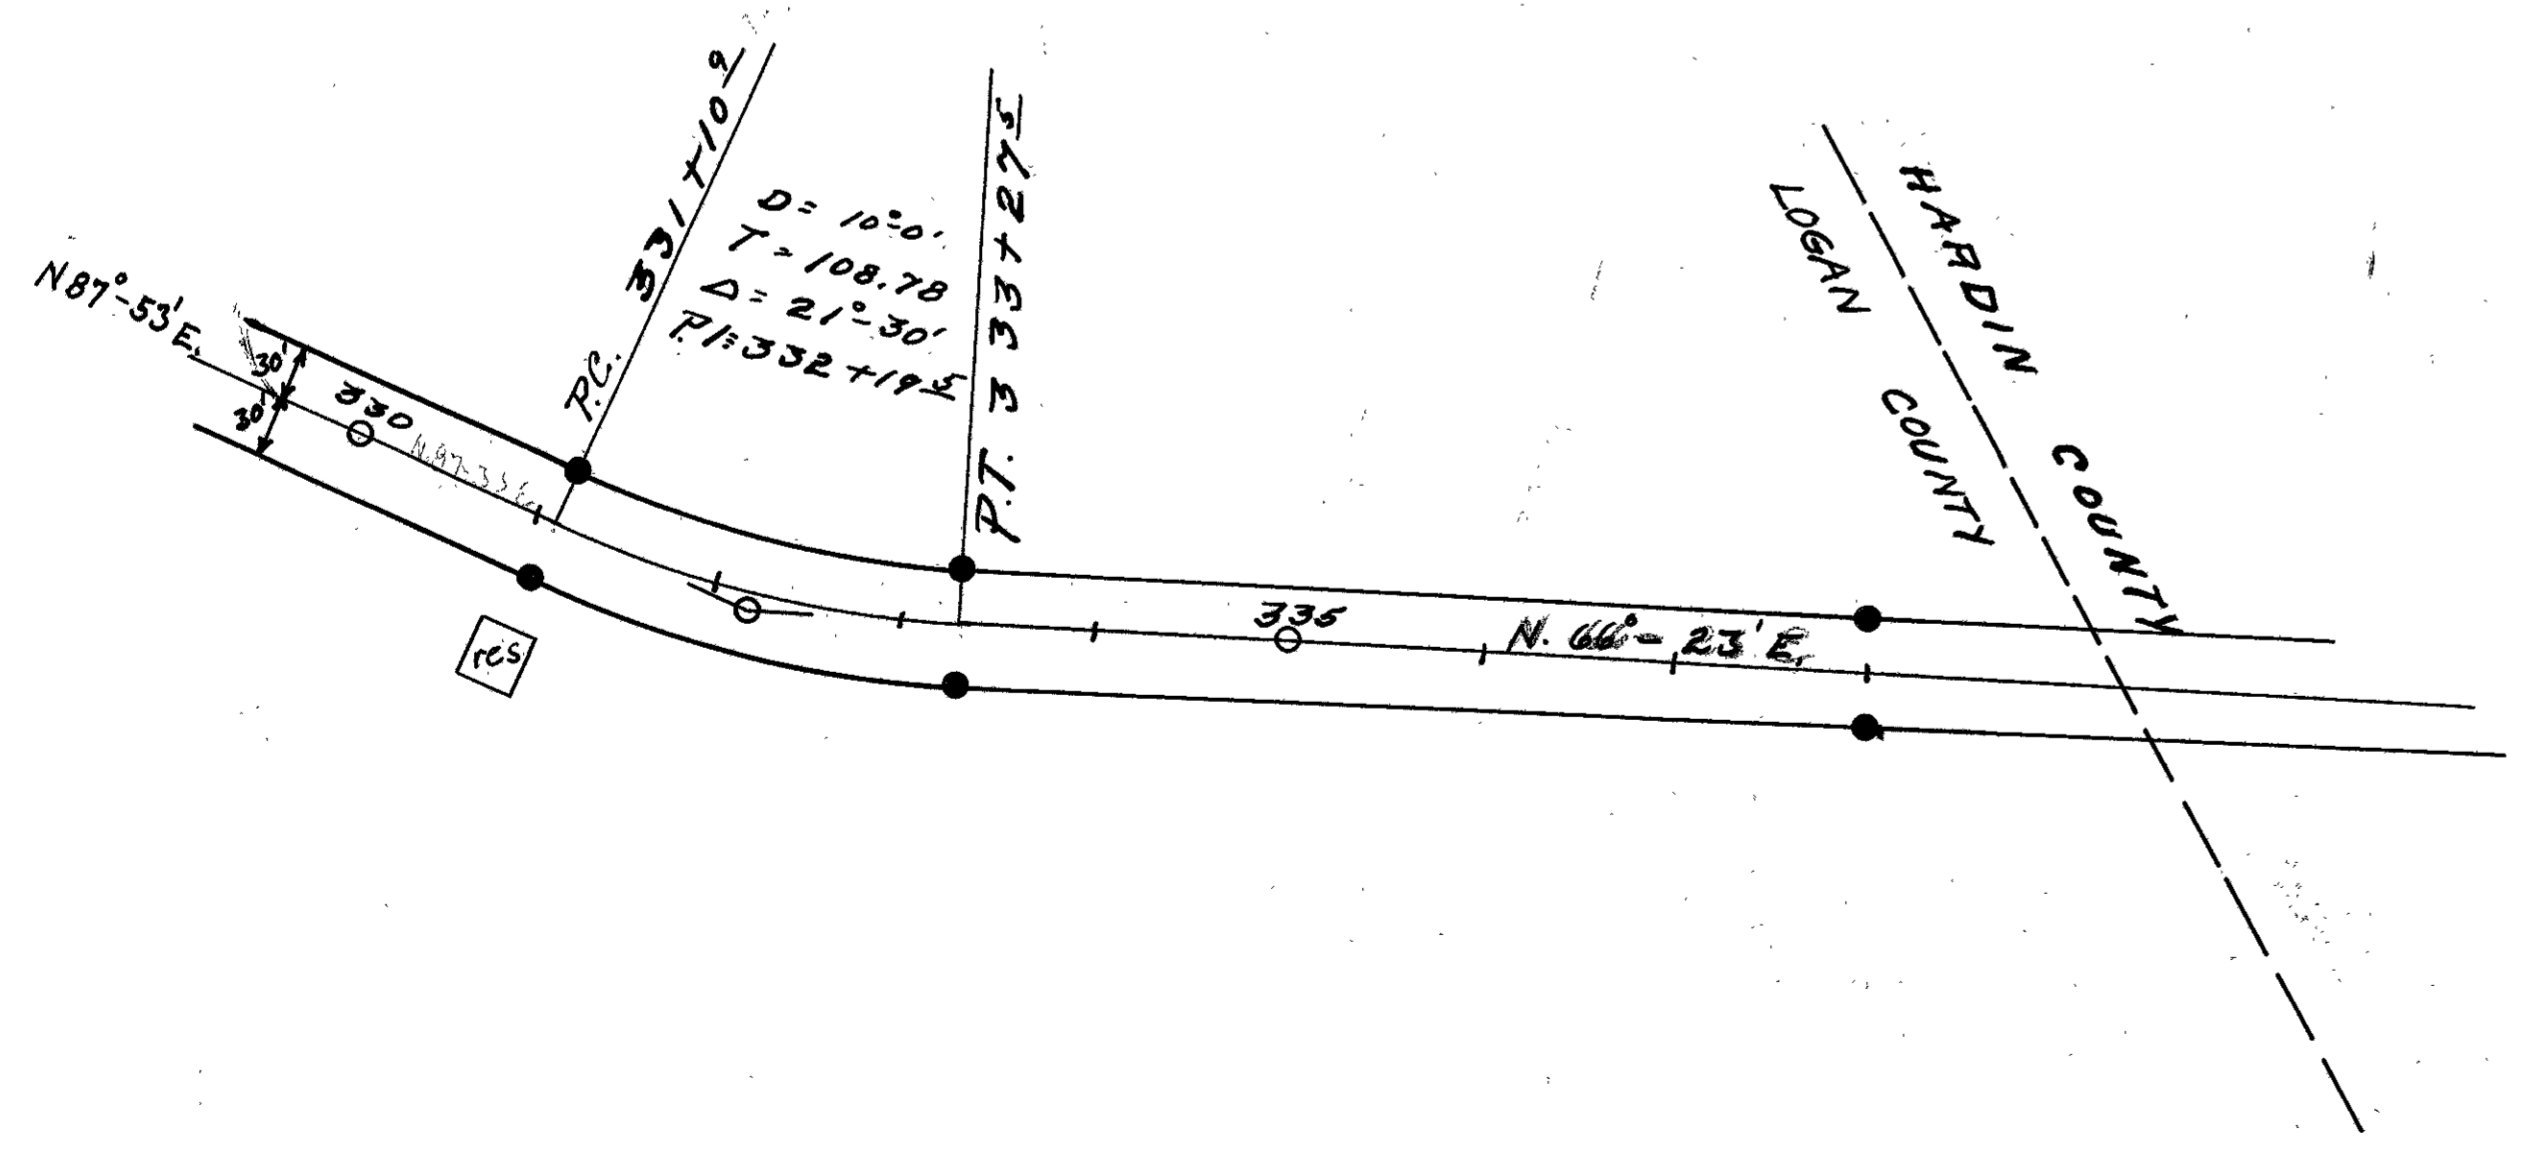 N87°-53' E.
30'
30'
330
P.C. 331+10 9
D = 10°-0'
T = 108.78
Δ = 21°-30'
P.I = 332+19 5
P.T. 333+27 5
335
N. 66°- 23' E.
res
LOGAN COUNTY
HARDIN COUNTY